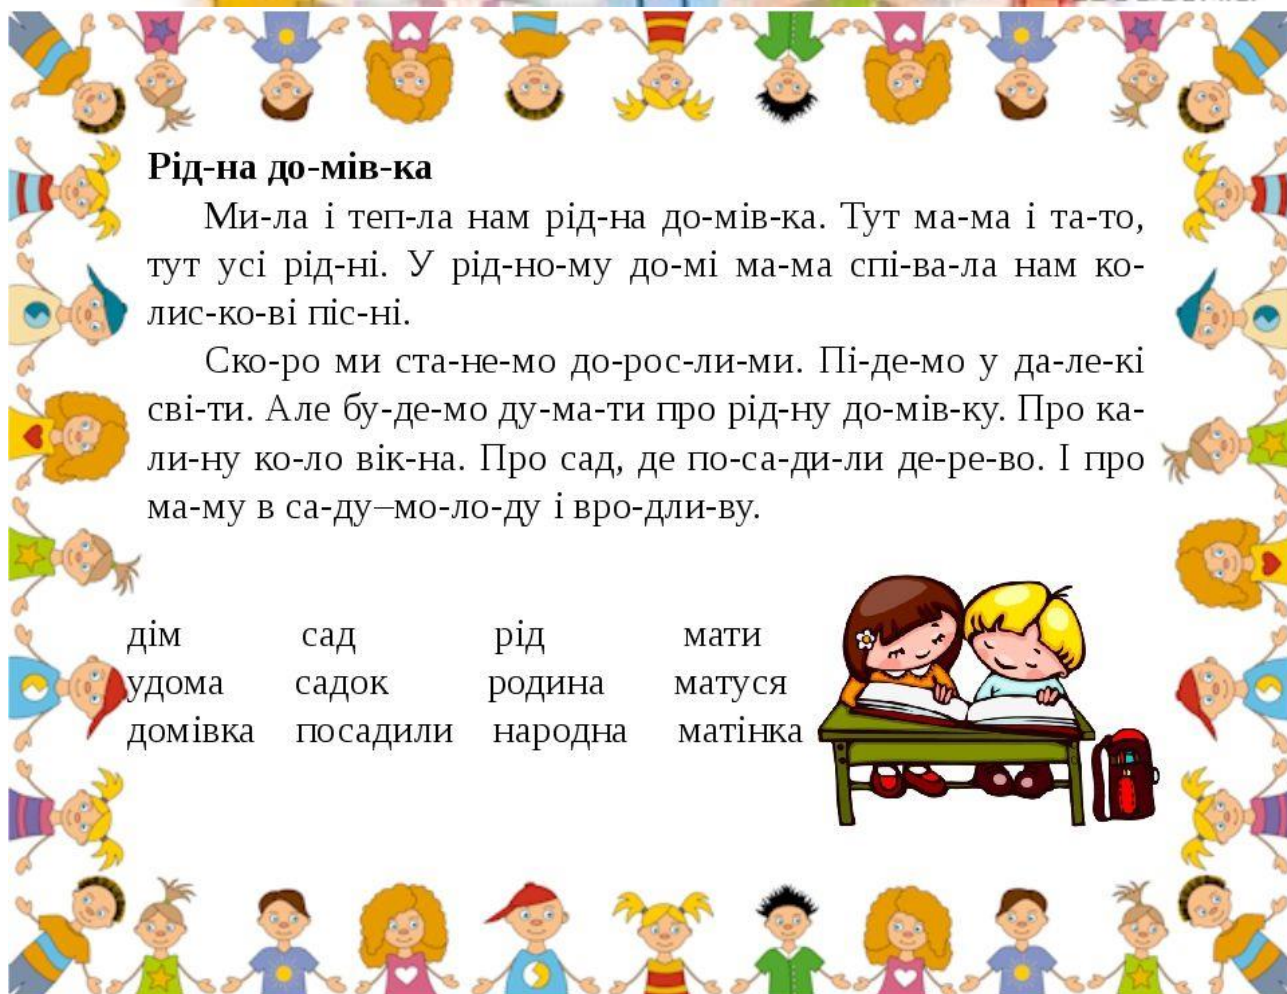 Рід-на до-мів-ка
Ми-ла і теп-ла нам рід-на до-мів-ка. Тут ма-ма і та-то,
тут усі рід-ні. У рід-но-му до-мі ма-ма спі-ва-ла нам ко-
лис-ко-ві піс-ні.
Ско-ро ми ста-не-мо до-рос-ли-ми. Пі-де-мо у да-ле-кі
сві-ти. Але бу-де-мо ду-ма-ти про рід-ну до-мів-ку. Про ка-
ли-ну ко-ло вік-на. Про сад, де по-са-ди-ли де-ре-во. І про
ма-му в са-ду–мо-ло-ду і вро-дли-ву.
дім сад рід мати
удома садок родина матуся
домівка посадили народна матінка